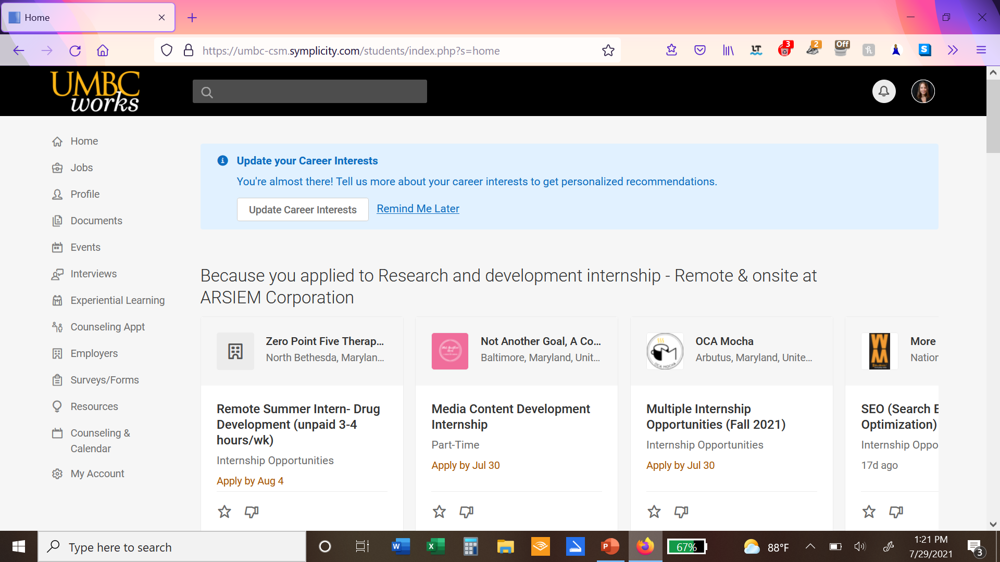 Home
https://umbc-csm.symplicity.com/students/index.php?s=home
LT
3
2
Off
h
S
UMBC
works
Home
Jobs
Profile
Documents
Events
Interviews
Experiential Learning
Counseling Appt
Employers
Surveys/Forms
Resources
Counseling &
Calendar
My Account
Update your Career Interests
You're almost there! Tell us more about your career interests to get personalized recommendations.
Update Career Interests
Remind Me Later
Because you applied to Research and development internship - Remote & onsite at
ARSIEM Corporation
Zero Point Five Therap...
North Bethesda, Marylan...
Remote Summer Intern- Drug
Development (unpaid 3-4
hours/wk)
Internship Opportunities
Apply by Aug 4
Not Another Goal, A Co...
Baltimore, Maryland, Unit...
Media Content Development
Internship
Part-Time
Apply by Jul 30
OCA MOCHA
OCA Mocha
Arbutus, Maryland, Unite...
Multiple Internship
Opportunities (Fall 2021)
Internship Opportunities
Apply by Jul 30
More
Nation
SEO (Search E
Optimization)
Internship Oppo
17d ago
Type here to search
W
X
P
67%
88°F
1:21 PM
7/29/2021
3